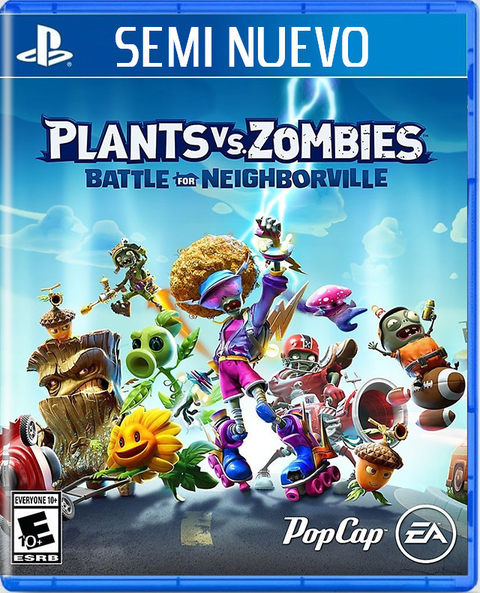 SEMI NUEVO
PLANTS VS. ZOMBIES
BATTLE FOR NEIGHBORVILLE
EVERYONE 10+
E
10+
ESRB
PopCap
EA